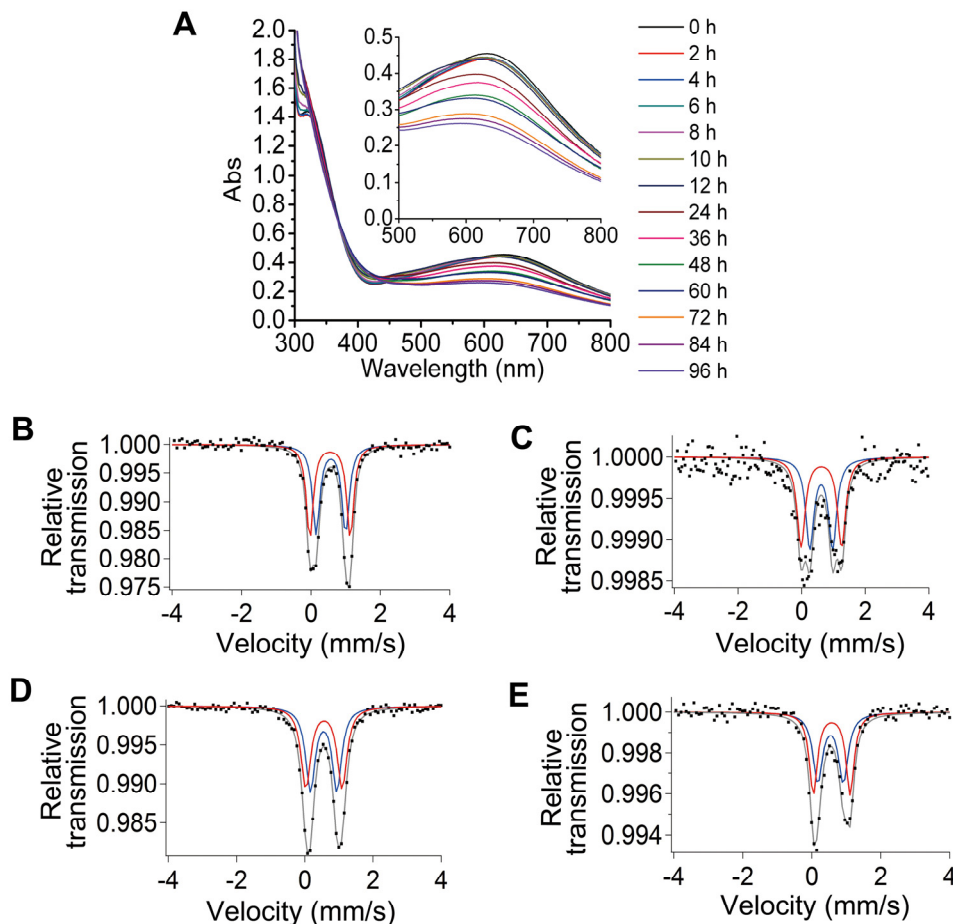 A
Abs
2.0
1.8
1.6
1.4
1.2
1.0
0.8
0.6
0.4
0.2
0.0
300 400 500 600 700 800
Wavelength (nm)
0.5
0.4
0.3
0.2
0.1
0.0
500 600 700 800
0 h
2 h
4 h
6 h
8 h
10 h
12 h
24 h
36 h
48 h
60 h
72 h
84 h
96 h
B
Relative
transmission
1.000
0.995
0.990
0.985
0.980
0.975
-4 -2 0 2 4
Velocity (mm/s)
C
Relative
transmission
1.0000
0.9995
0.9990
0.9985
-4 -2 0 2 4
Velocity (mm/s)
D
Relative
transmission
1.000
0.995
0.990
0.985
-4 -2 0 2 4
Velocity (mm/s)
E
Relative
transmission
1.000
0.998
0.996
0.994
-4 -2 0 2 4
Velocity (mm/s)